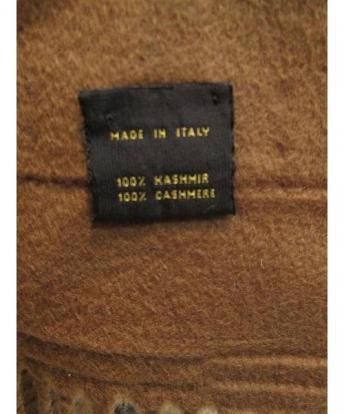 MADE IN ITALY
100% KASHMIR
100% CASHMERE